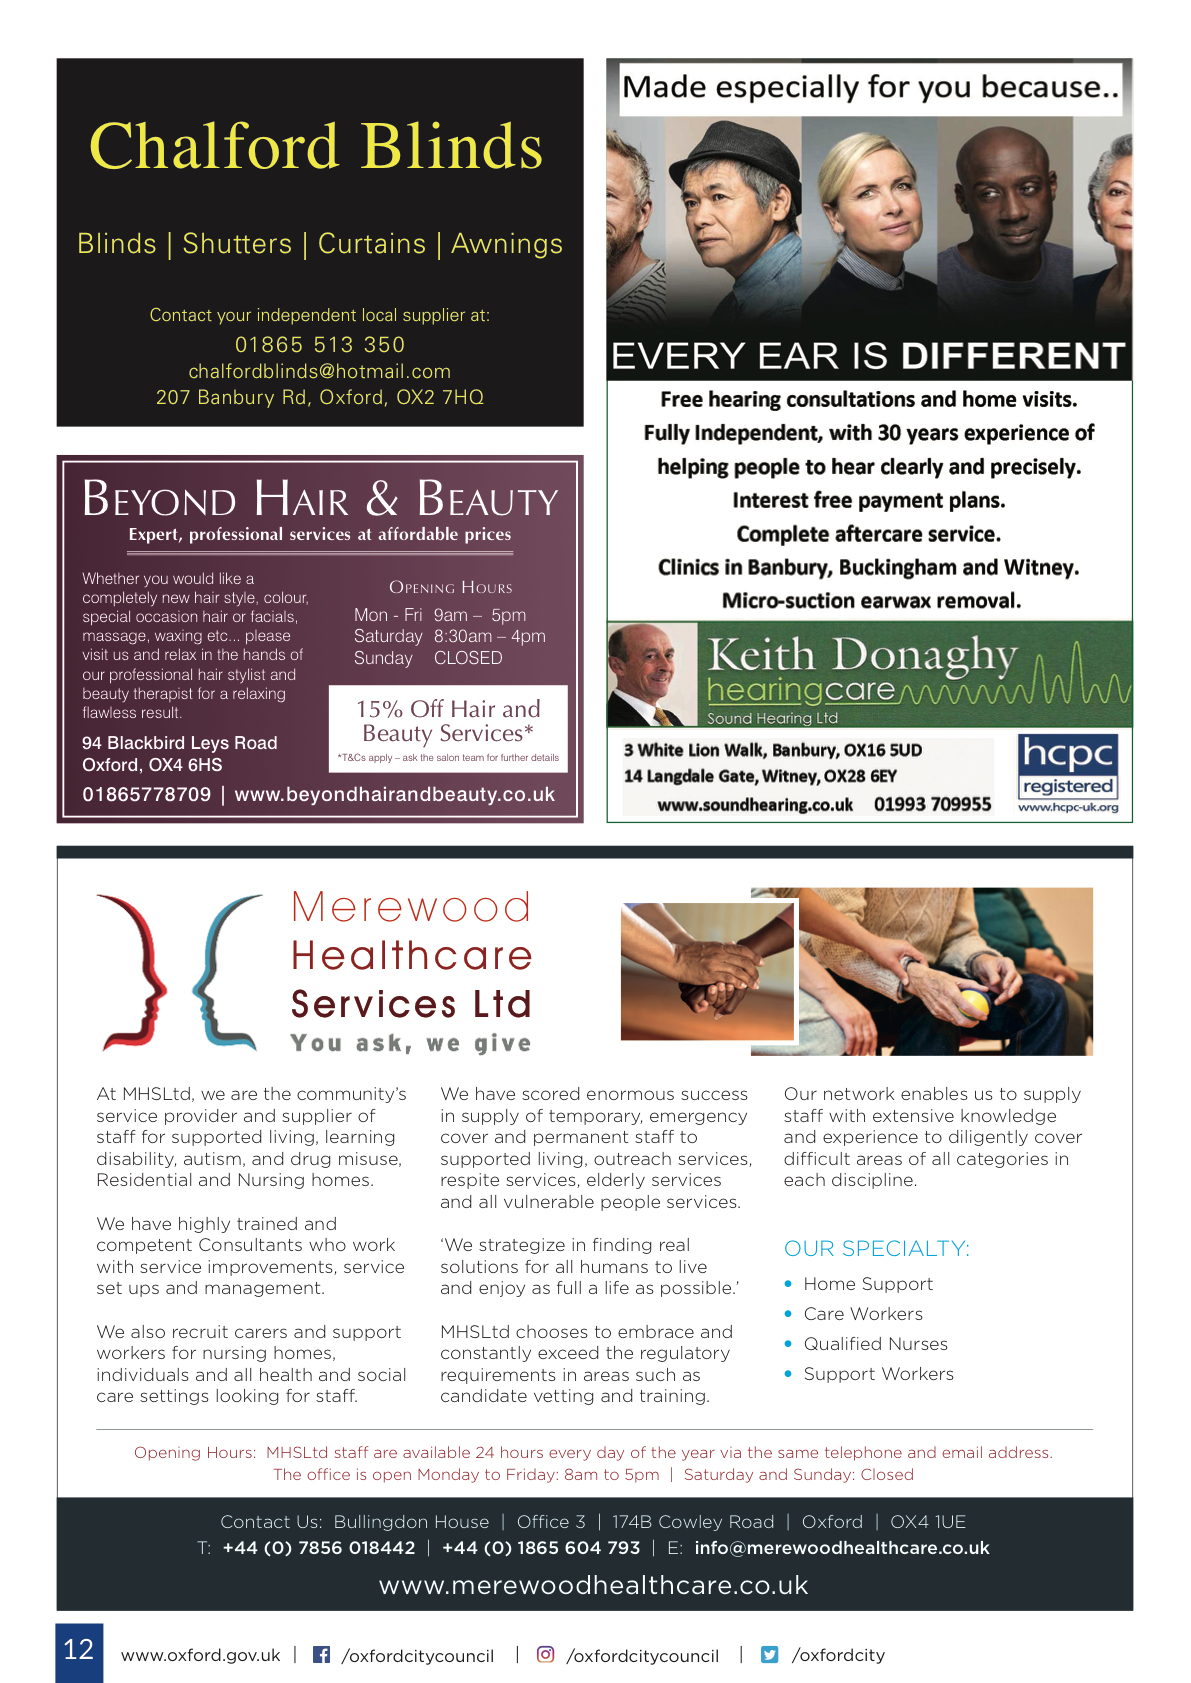 Chalford Blinds
Blinds | Shutters | Curtains | Awnings
Contact your independent local supplier at:
01865 513 350
chalfordblinds@hotmail.com
207 Banbury Rd, Oxford, OX2 7HQ
Made especially for you because..
EVERY EAR IS DIFFERENT
Free hearing consultations and home visits.
Fully Independent, with 30 years experience of
helping people to hear clearly and precisely.
Interest free payment plans.
Complete aftercare service.
Clinics in Banbury, Buckingham and Witney.
Micro-suction earwax removal.
Keith Donaghy
hearingcare
Sound Hearing Ltd
3 White Lion Walk, Banbury, OX16 5UD
14 Langdale Gate, Witney, OX28 6EY
www.soundhearing.co.uk 01993 709955
hcpc
registered
www.hcpc-uk.org
BEYOND HAIR & BEAUTY
Expert, professional services at affordable prices
Whether you would like a
completely new hair style, colour,
special occasion hair or facials,
massage, waxing etc... please
visit us and relax in the hands of
our professional hair stylist and
beauty therapist for a relaxing
flawless result.
94 Blackbird Leys Road
Oxford, OX4 6HS
OPENING HOURS
Mon - Fri 9am – 5pm
Saturday 8:30am – 4pm
Sunday CLOSED
15% Off Hair and
Beauty Services*
*T&Cs apply – ask the salon team for further details
01865778709 | www.beyondhairandbeauty.co.uk
Merewood
Healthcare
Services Ltd
You ask, we give
At MHSLtd, we are the community's
service provider and supplier of
staff for supported living, learning
disability, autism, and drug misuse,
Residential and Nursing homes.
We have highly trained and
competent Consultants who work
with service improvements, service
set ups and management.
We also recruit carers and support
workers for nursing homes,
individuals and all health and social
care settings looking for staff.
We have scored enormous success
in supply of temporary, emergency
cover and permanent staff to
supported living, outreach services,
respite services, elderly services
and all vulnerable people services.
'We strategize in finding real
solutions for all humans to live
and enjoy as full a life as possible.'
MHSLtd chooses to embrace and
constantly exceed the regulatory
requirements in areas such as
candidate vetting and training.
Our network enables us to supply
staff with extensive knowledge
and experience to diligently cover
difficult areas of all categories in
each discipline.
OUR SPECIALTY:
• Home Support
• Care Workers
• Qualified Nurses
• Support Workers
Opening Hours: MHSLtd staff are available 24 hours every day of the year via the same telephone and email address.
The office is open Monday to Friday: 8am to 5pm | Saturday and Sunday: Closed
Contact Us: Bullingdon House | Office 3 | 174B Cowley Road | Oxford | OX4 1UE
T: +44 (0) 7856 018442 | +44 (0) 1865 604 793 | E: info@merewoodhealthcare.co.uk
www.merewoodhealthcare.co.uk
12 www.oxford.gov.uk | /oxfordcitycouncil | /oxfordcitycouncil | /oxfordcity